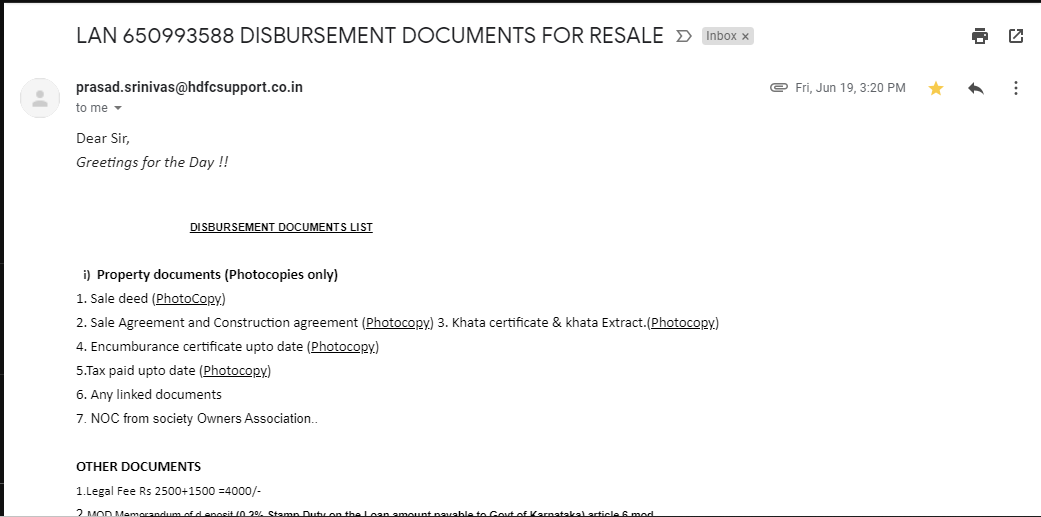 LAN 650993588 DISBURSEMENT DOCUMENTS FOR RESALE Inbox x
prasad.srinivas@hdfcsupport.co.in Fri, Jun 19, 3:20 PM
to me
Dear Sir,
Greetings for the Day !!
DISBURSEMENT DOCUMENTS LIST
i) Property documents (Photocopies only)
1. Sale deed (PhotoCopy)
2. Sale Agreement and Construction agreement (Photocopy) 3. Khata certificate & khata Extract.(Photocopy)
4. Encumburance certificate upto date (Photocopy)
5.Tax paid upto date (Photocopy)
6. Any linked documents
7. NOC from society Owners Association..
OTHER DOCUMENTS
1.Legal Fee Rs 2500+1500 =4000/-
2. MOD Memorandum of d eposit (0.2% Stamp Duty on the Loan amount payable to Govt of Karnataka) article 6 mod